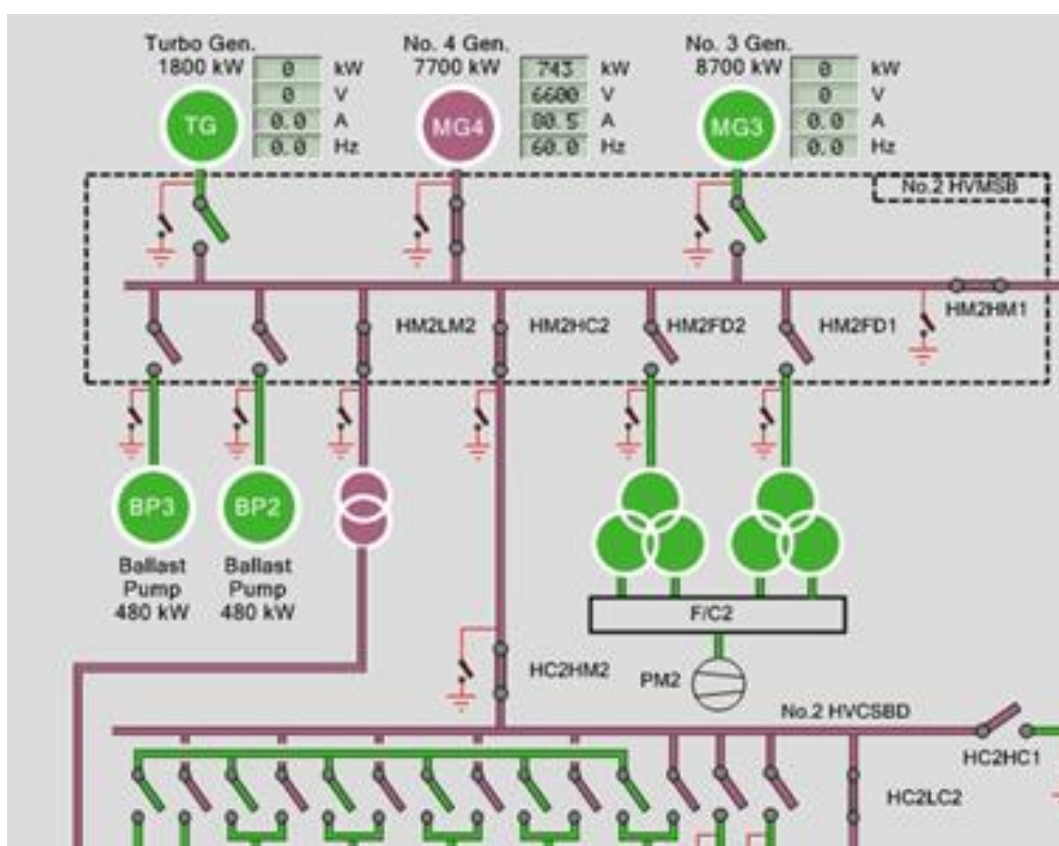 Turbo Gen.
1800 kW
0 kW
0 V
0.0 A
0.0 Hz
TG
No. 4 Gen.
7700 kW
743 kW
6600 V
80.5 A
60.0 Hz
MG4
No. 3 Gen.
8700 kW
0 kW
0 V
0.0 A
0.0 Hz
MG3
No.2 HVMSB
HM2LM2
HM2HC2
HM2FD2
HM2FD1
HM2HM1
BP3
BP2
Ballast
Pump
480 kW
Ballast
Pump
480 kW
F/C2
HC2HM2
PM2
No.2 HVCSBD
HC2HC1
HC2LC2